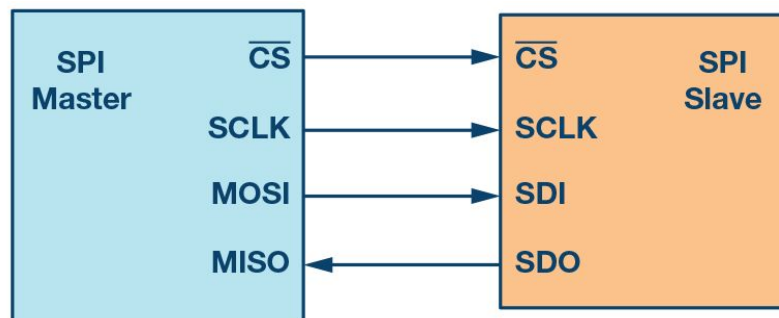 SPI
Master
CS
SCLK
MOSI
MISO
CS
SCLK
SDI
SDO
SPI
Slave